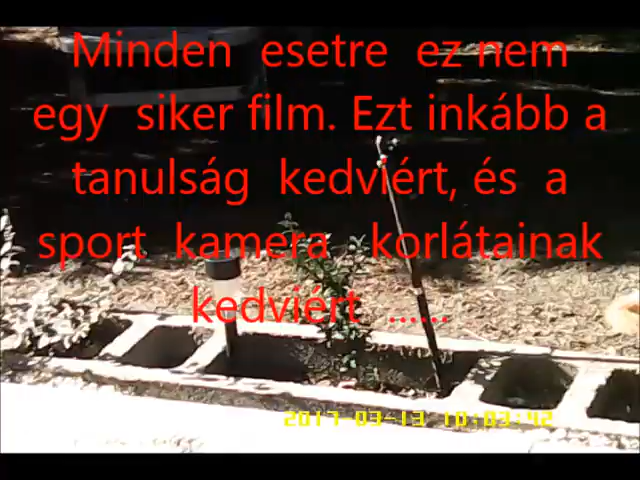 Minden esetre ez nem
egy siker film. Ezt inkább a
tanulság kedviért, és a
sport kamera korlátainak
kedviért ......
2017-03-13 10:03:42